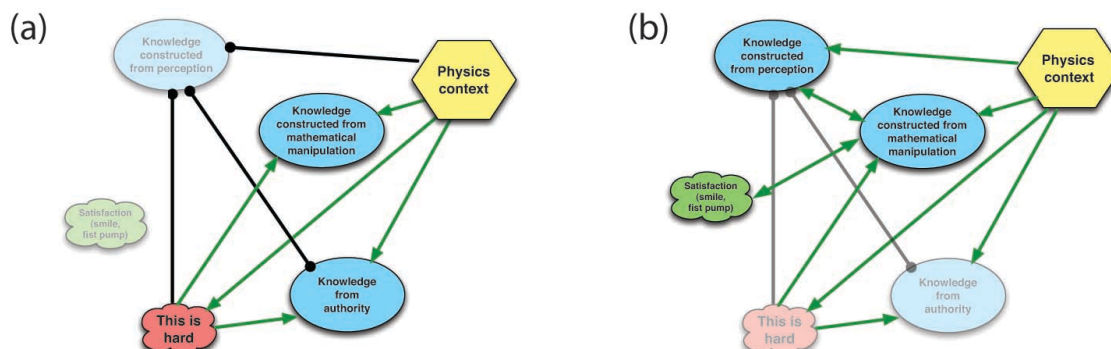 (a)
Knowledge
constructed
from perception
Physics
context
Knowledge
constructed from
mathematical
manipulation
Satisfaction
(smile,
fist pump)
Knowledge
from
authority
This is
hard
(b)
Knowledge
constructed
from perception
Physics
context
Knowledge
constructed from
mathematical
manipulation
Satisfaction
(smile,
fist pump)
Knowledge
from
authority
This is
hard